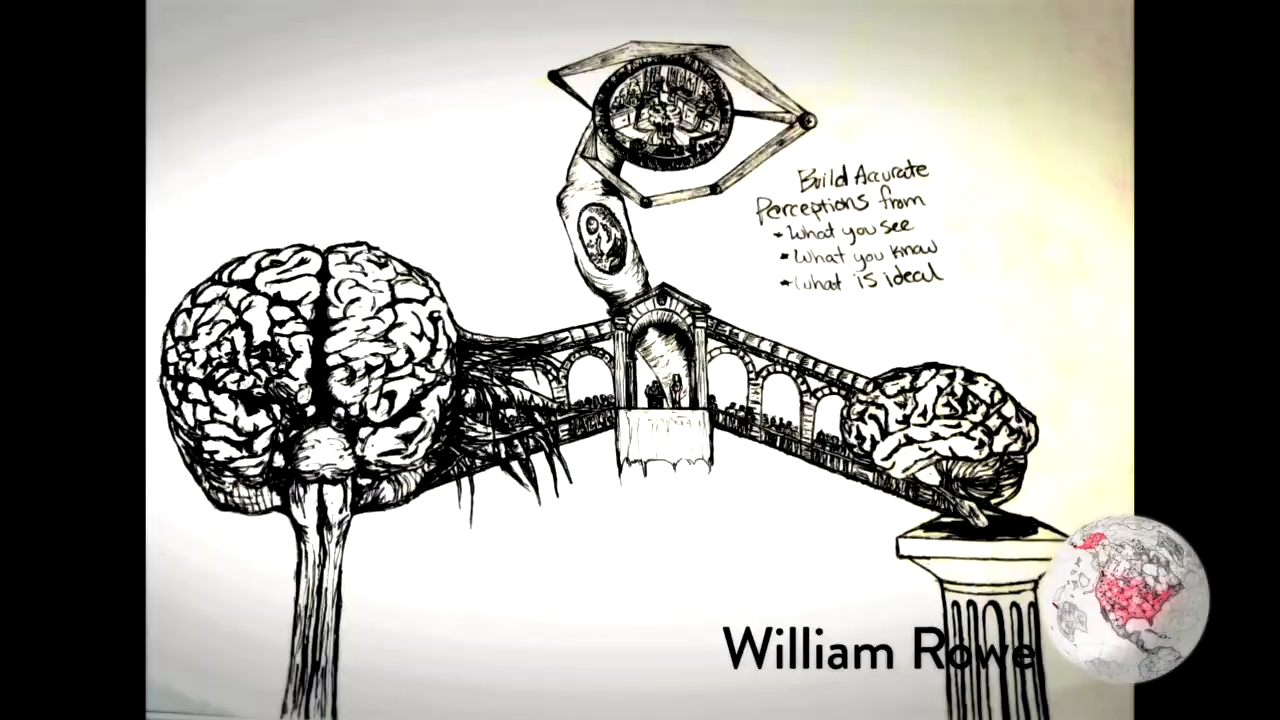 Build Accurate
Perceptions from
• What you see
• What you know
• What is ideal
William Rowe